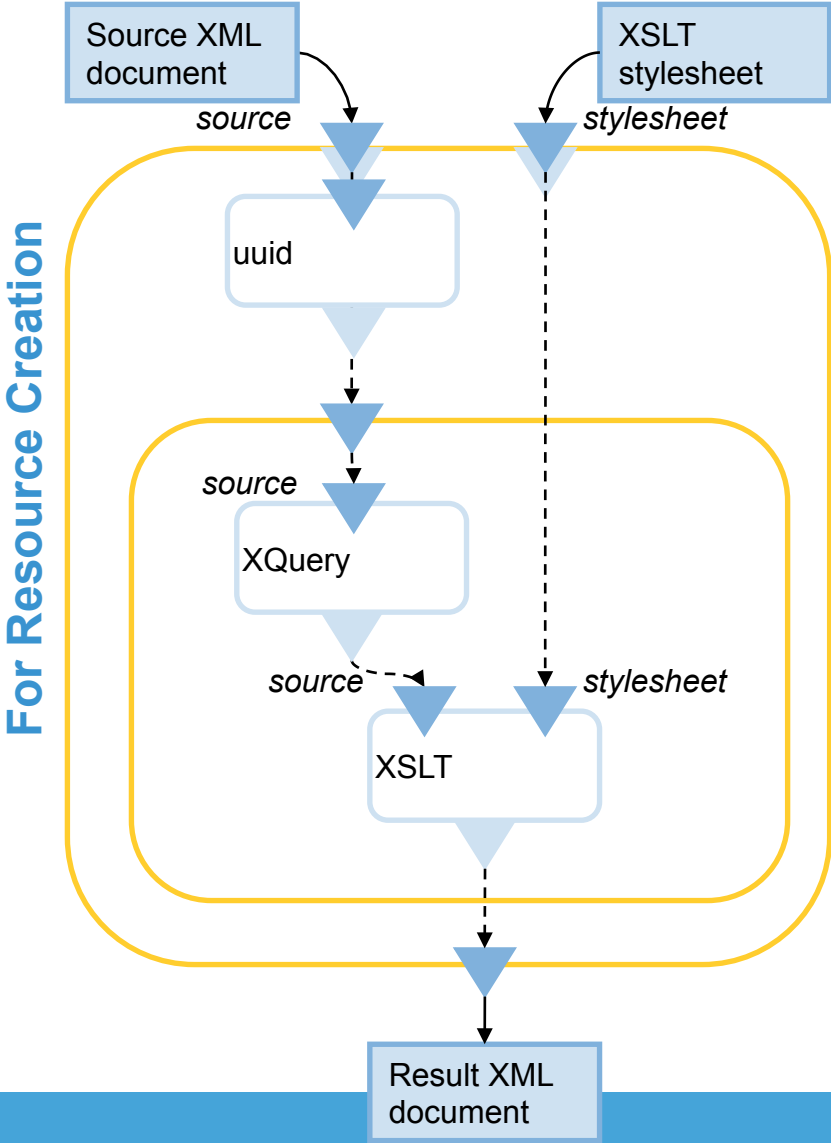 Source XML
document
XSLT
stylesheet
source
stylesheet
uuid
For Resource Creation
source
XQuery
source
stylesheet
XSLT
Result XML
document